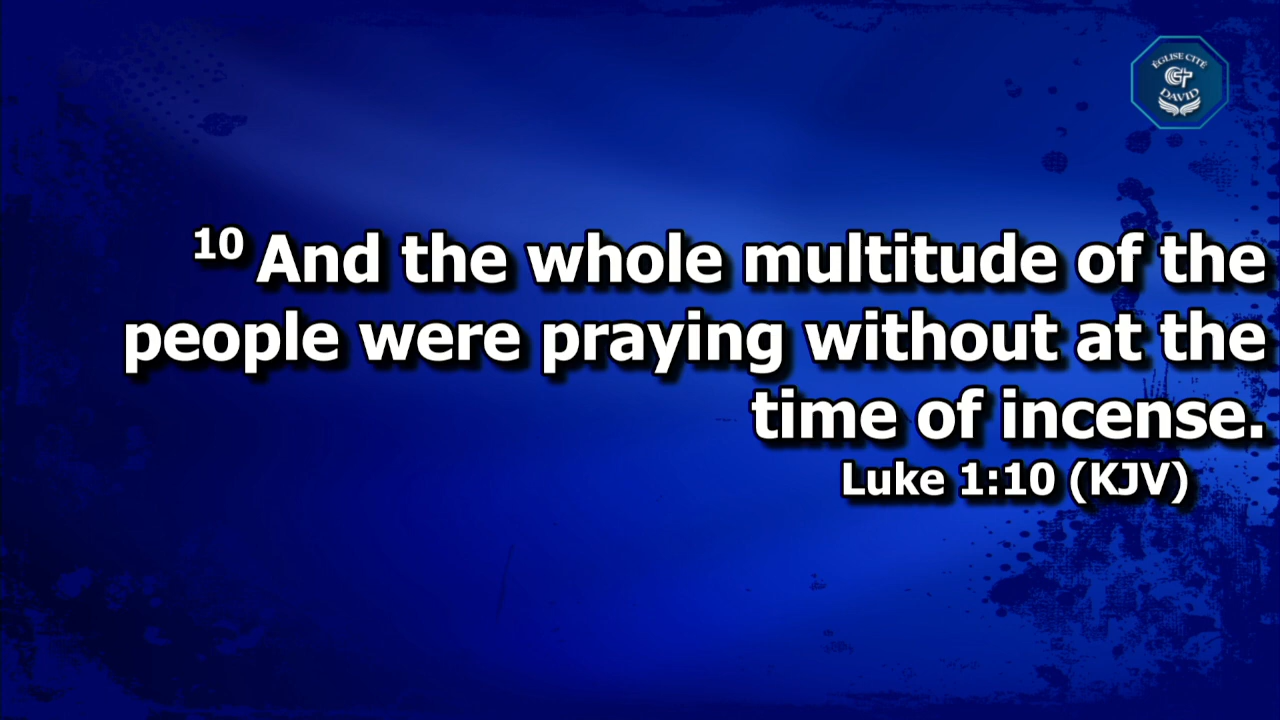 ÉGLISE CITÉ
DAVID
10 And the whole multitude of the
people were praying without at the
time of incense.
Luke 1:10 (KJV)